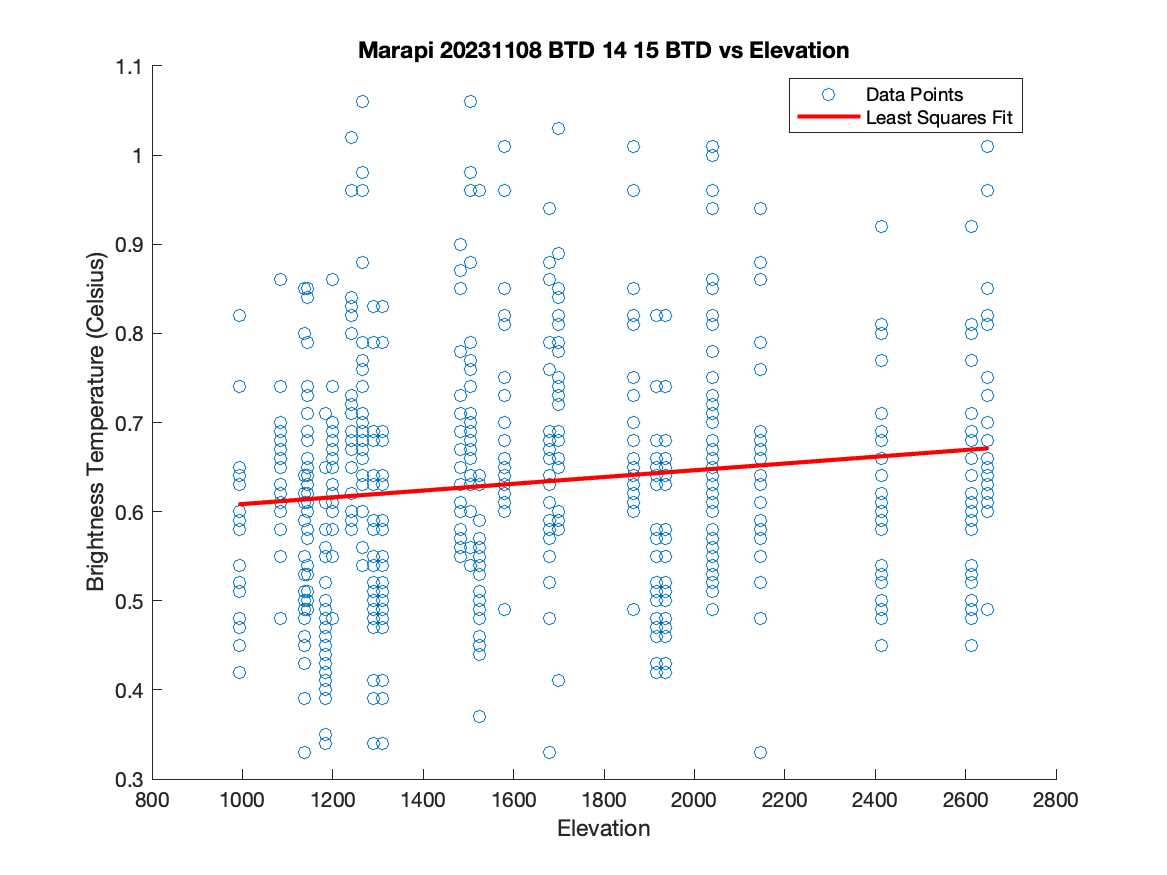 Marapi 20231108 BTD 14 15 BTD vs Elevation
Data Points
Least Squares Fit
1.1
1
0.9
0.8
0.7
0.6
0.5
0.4
0.3
Brightness Temperature (Celsius)
800 1000 1200 1400 1600 1800 2000 2200 2400 2600 2800
Elevation